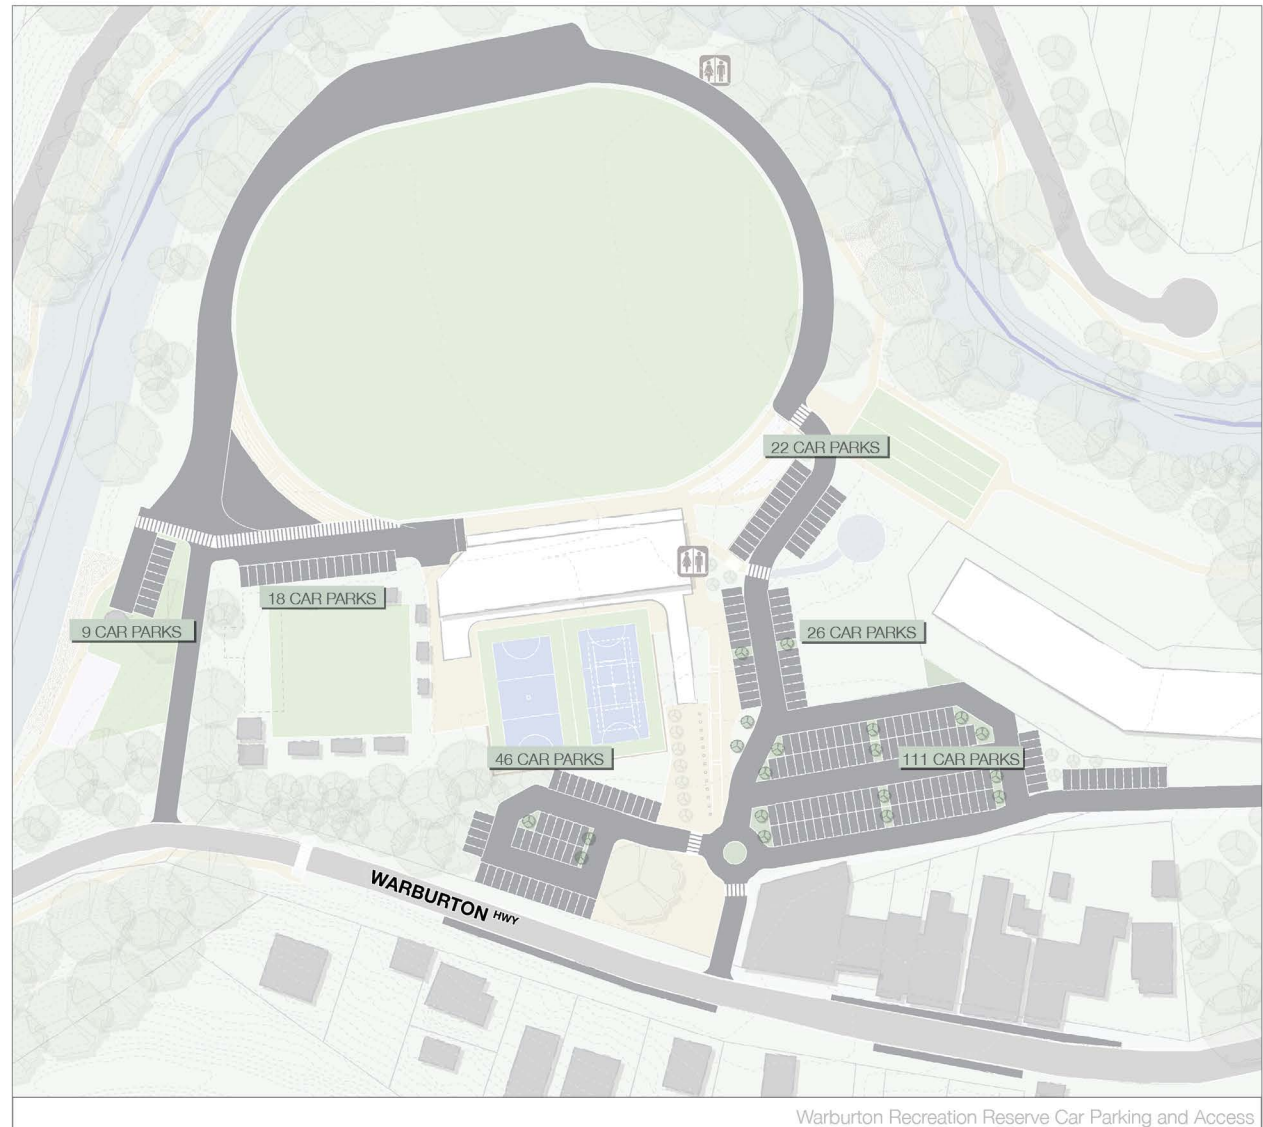 22 CAR PARKS
18 CAR PARKS
9 CAR PARKS
26 CAR PARKS
46 CAR PARKS
111 CAR PARKS
WARBURTON HWY
Warburton Recreation Reserve Car Parking and Access